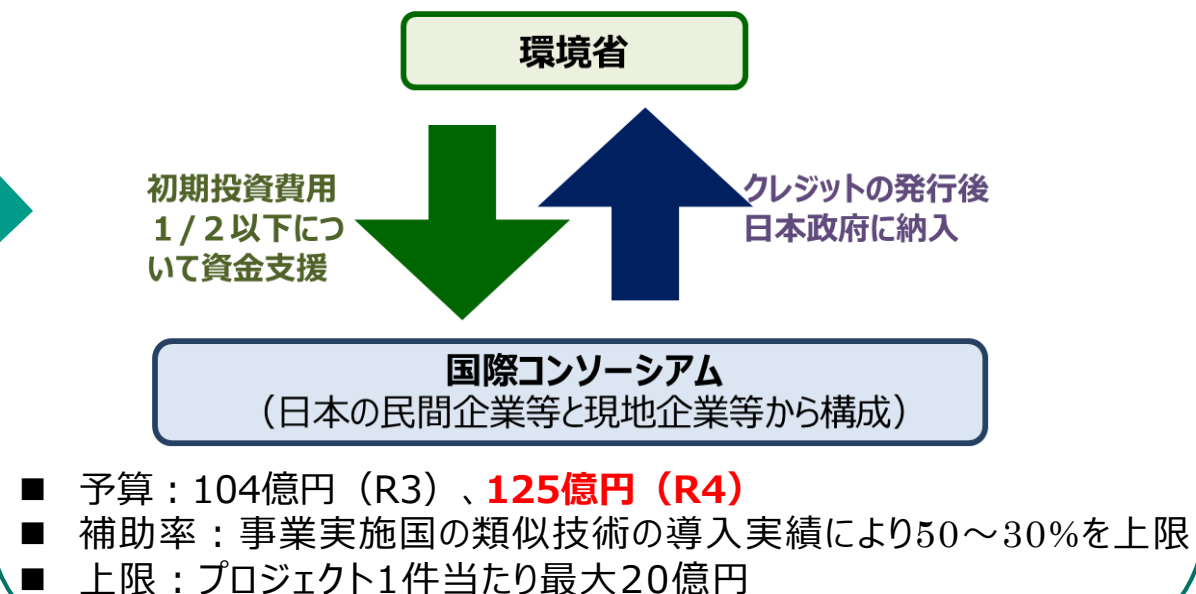 環境省
初期投資費用
１/２以下につ
いて資金支援
クレジットの発行後
日本政府に納入
国際コンソーシアム
（日本の民間企業等と現地企業等から構成）
■ 予算：104億円（R3）、125億円（R4）
■ 補助率：事業実施国の類似技術の導入実績により50～30%を上限
■ 上限：プロジェクト1件当たり最大20億円